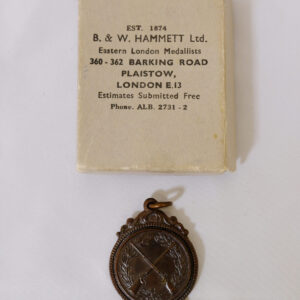 EST. 1874
B. & W. HAMMETT Ltd.
Eastern London Medallists
360-362 BARKING ROAD
PLAISTOW,
LONDON E.13
Estimates Submitted Free
Phone. ALB. 2731 - 2